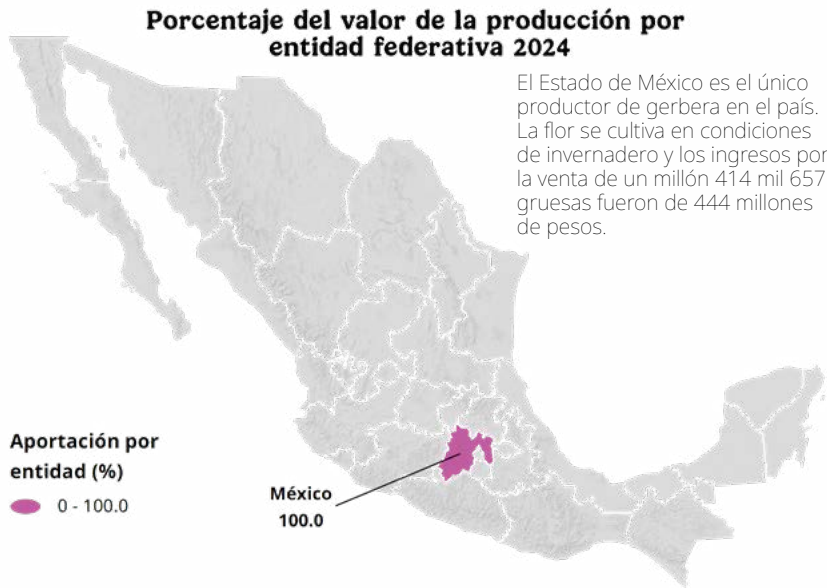 Porcentaje del valor de la producción por
entidad federativa 2024
El Estado de México es el único
productor de gerbera en el país.
La flor se cultiva en condiciones
de invernadero y los ingresos por
la venta de un millón 414 mil 657
gruesas fueron de 444 millones
de pesos.
Aportación por
entidad (%)
0 - 100.0
México
100.0